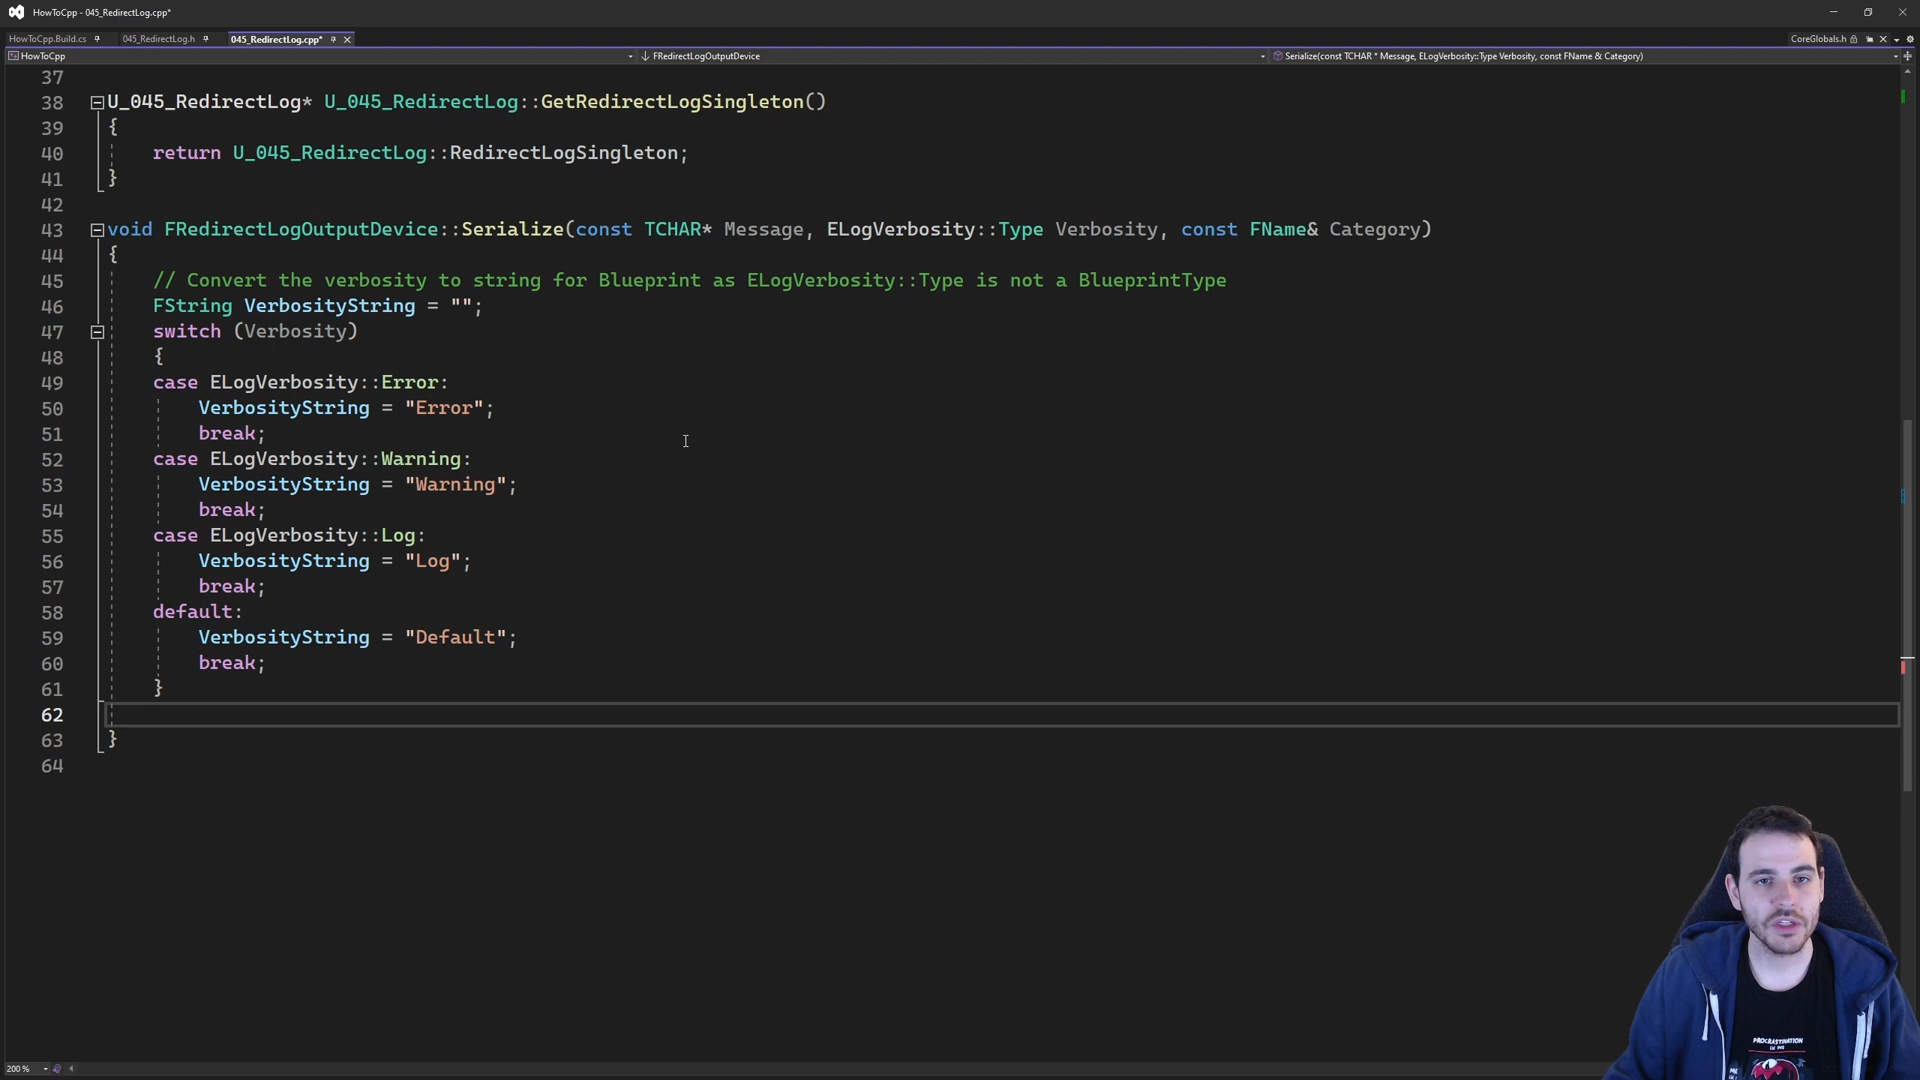 HowToCpp - 045_RedirectLog.cpp*
HowToCpp.Build.cs
045_RedirectLog.h
045_RedirectLog.cpp*
CoreGlobals.h
HowToCpp
FRedirectLogOutputDevice
Serialize(const TCHAR * Message, ELogVerbosity::Type Verbosity, const FName & Category)
37
38 U_045_RedirectLog* U_045_RedirectLog::GetRedirectLogSingleton()
39 {
40 return U_045_RedirectLog::RedirectLogSingleton;
41 }
42
43 void FRedirectLogOutputDevice::Serialize(const TCHAR* Message, ELogVerbosity::Type Verbosity, const FName& Category)
44 {
45 // Convert the verbosity to string for Blueprint as ELogVerbosity::Type is not a BlueprintType
46 FString VerbosityString = "";
47 switch (Verbosity)
48 {
49 case ELogVerbosity::Error:
50 VerbosityString = "Error";
51 break;
52 case ELogVerbosity::Warning:
53 VerbosityString = "Warning";
54 break;
55 case ELogVerbosity::Log:
56 VerbosityString = "Log";
57 break;
58 default:
59 VerbosityString = "Default";
60 break;
61 }
62
63 }
64
200 %
PROCRASTINATION